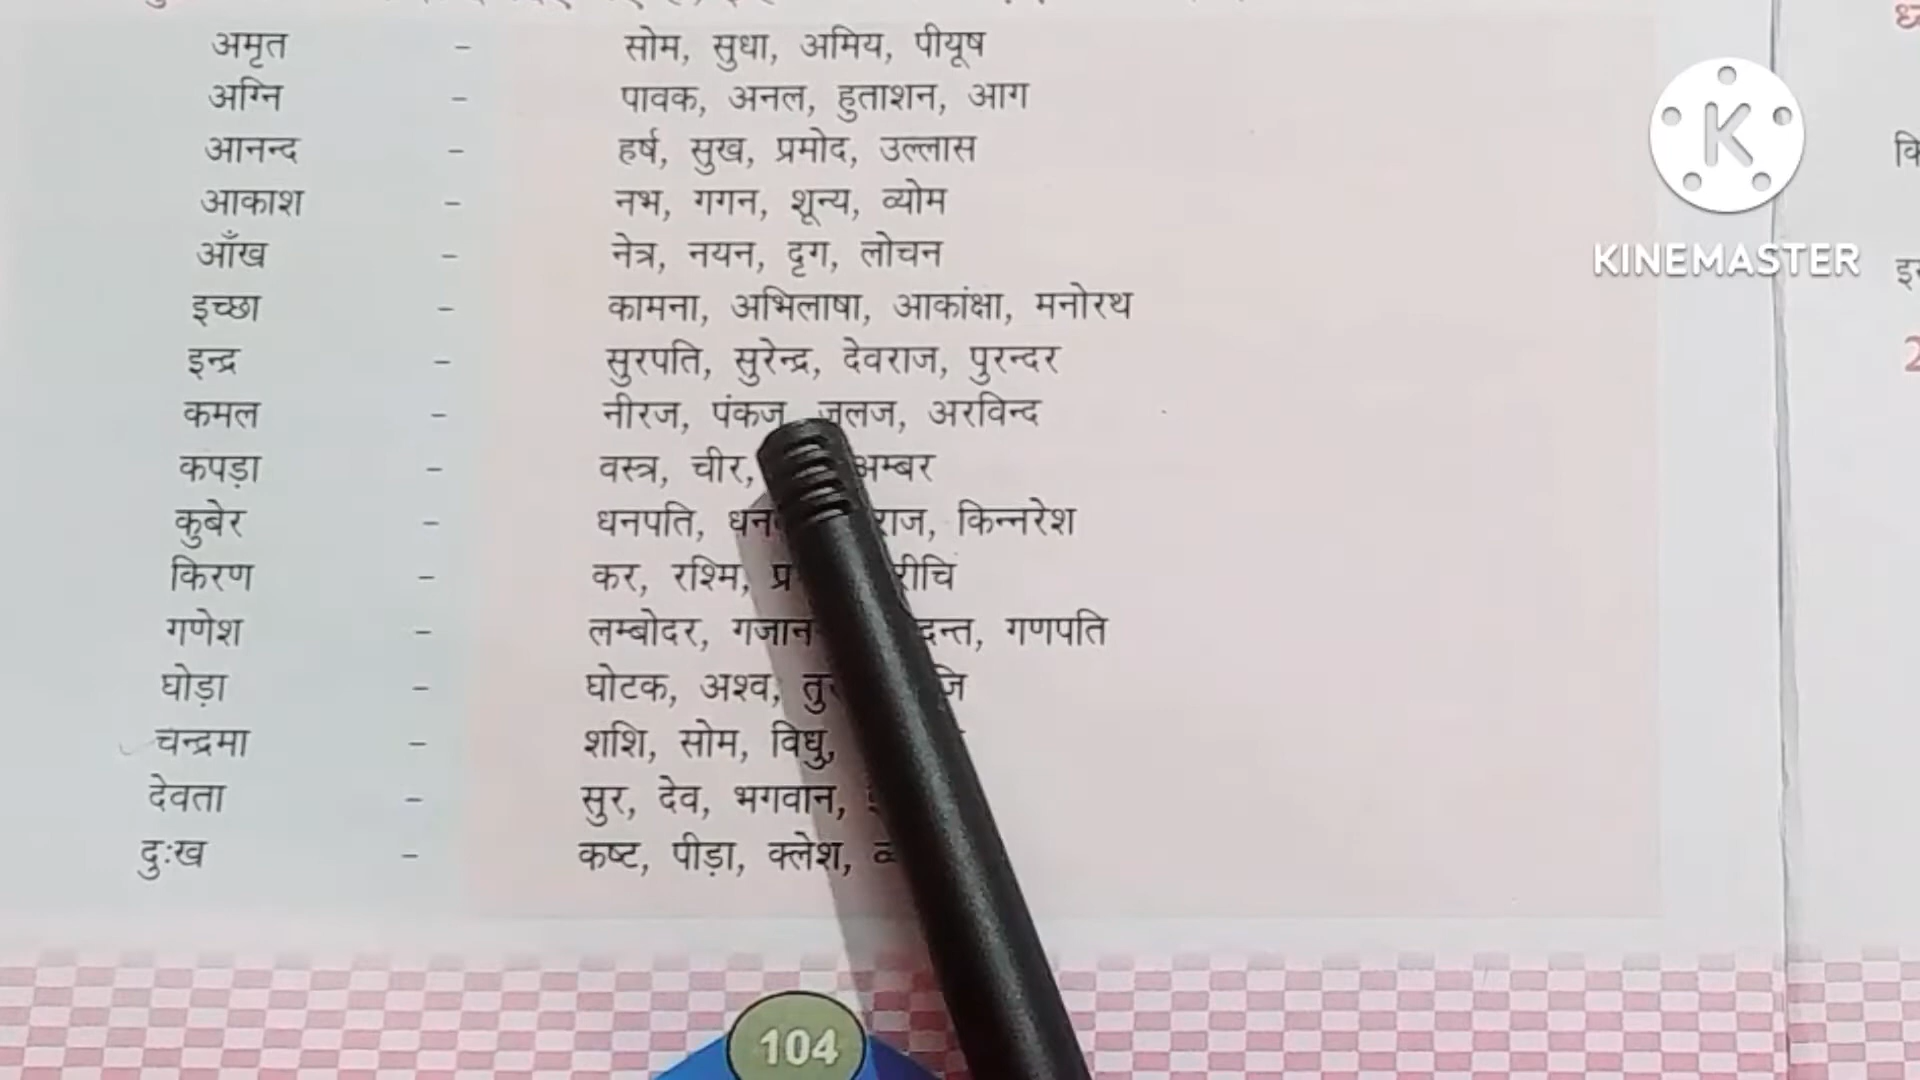 अमृत - सोम, सुधा, अमिय, पीयूष
अग्नि - पावक, अनल, हुताशन, आग
आनन्द - हर्ष, सुख, प्रमोद, उल्लास
आकाश - नभ, गगन, शून्य, व्योम
आँख - नेत्र, नयन, दृग, लोचन
इच्छा - कामना, अभिलाषा, आकांक्षा, मनोरथ
इन्द्र - सुरपति, सुरेन्द्र, देवराज, पुरन्दर
कमल - नीरज, पंकज, जलज, अरविन्द
कपड़ा - वस्त्र, चीर, अम्बर
कुबेर - धनपति, किन्नरेश
किरण - कर, रश्मि,
गणेश - लम्बोदर, गणपति
घोड़ा - घोटक, अश्व,
चन्द्रमा - शशि, सोम, विधु,
देवता - सुर, देव, भगवान,
दुःख - कष्ट, पीड़ा, क्लेश,
104
K
KINEMASTER
2